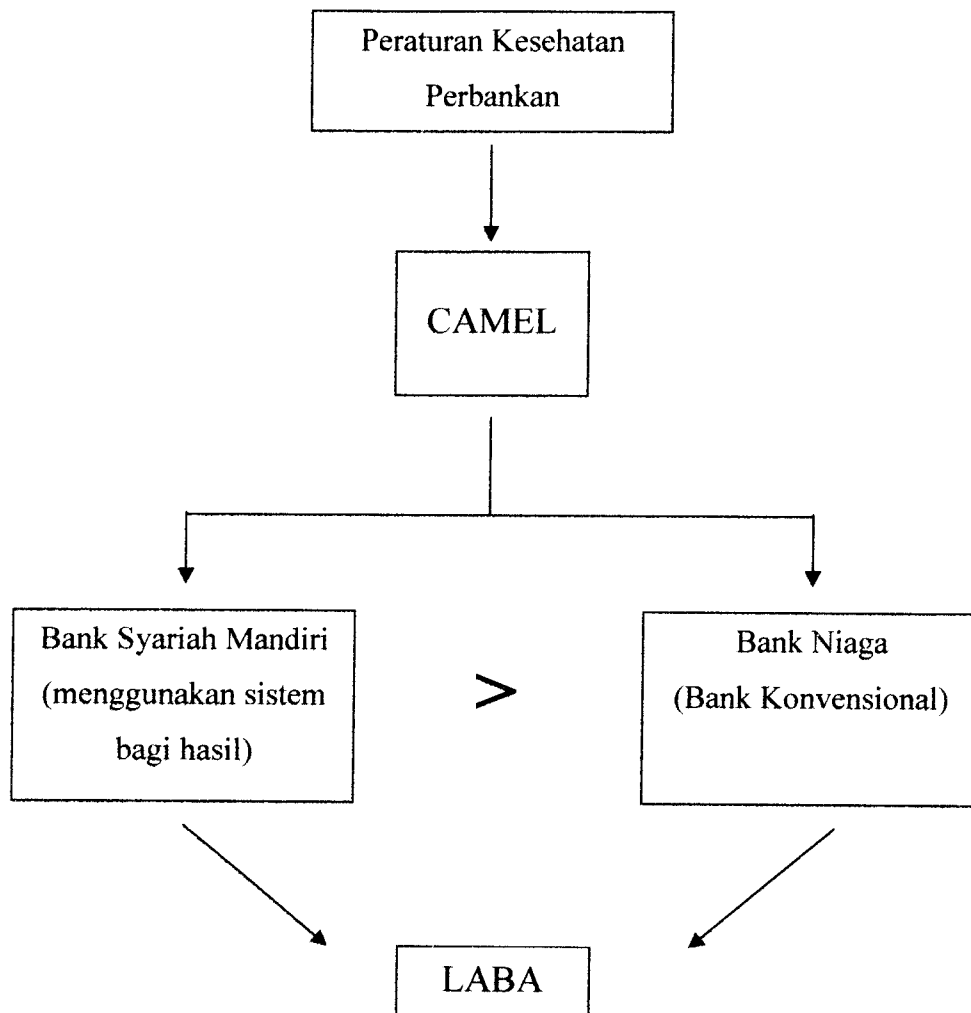 Peraturan Kesehatan
Perbankan
CAMEL
Bank Syariah Mandiri
(menggunakan sistem
bagi hasil)
>
Bank Niaga
(Bank Konvensional)
LABA